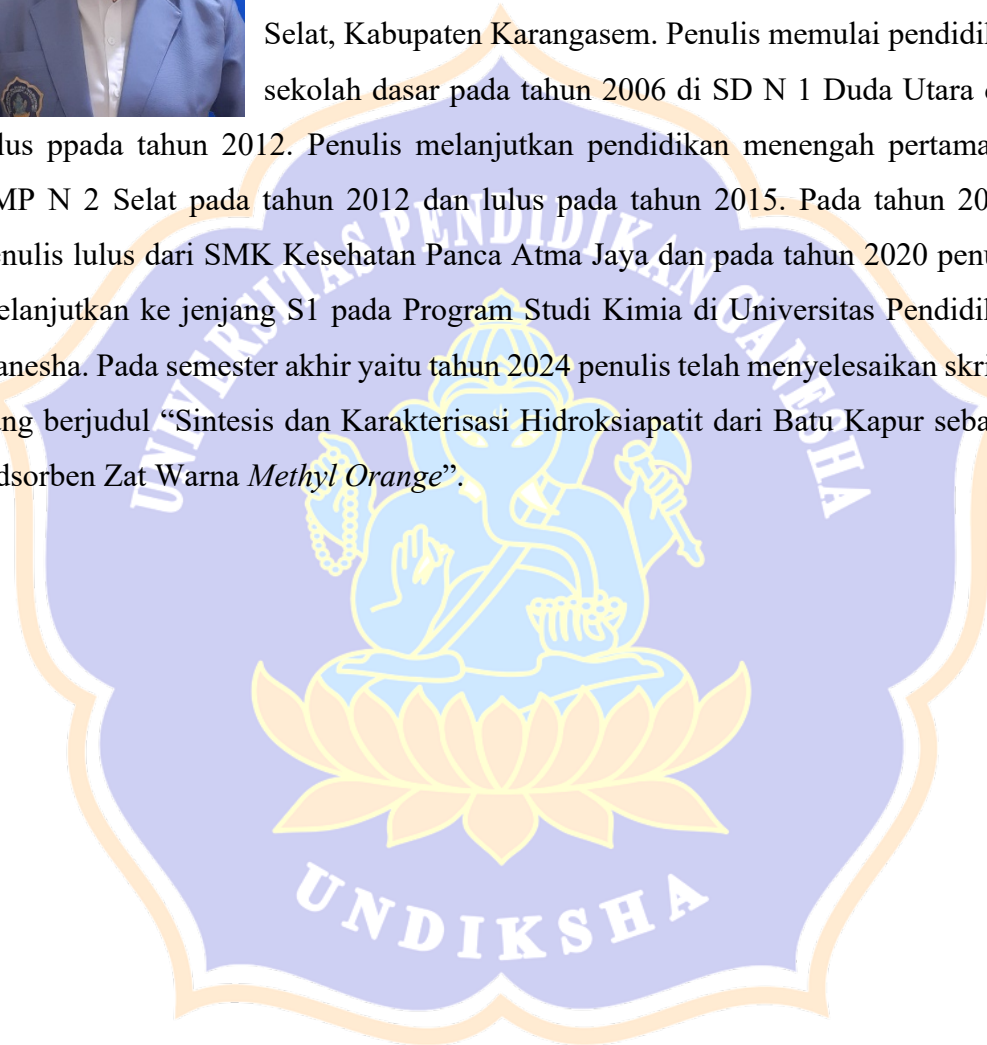 Selat, Kabupaten Karangasem. Penulis memulai pendidik
sekolah dasar pada tahun 2006 di SD N 1 Duda Utara
lus ppada tahun 2012. Penulis melanjutkan pendidikan menengah pertama
MP N 2 Selat pada tahun 2012 dan lulus pada tahun 2015. Pada tahun 20
enulis lulus dari SMK Kesehatan Panca Atma Jaya dan pada tahun 2020 penu
elanjutkan ke jenjang S1 pada Program Studi Kimia di Universitas Pendidik
anesha. Pada semester akhir yaitu tahun 2024 penulis telah menyelesaikan skri
ng berjudul “Sintesis dan Karakterisasi Hidroksiapatit dari Batu Kapur seba
dsorben Zat Warna Methyl Orange”.
UNIVERSITAS PENDIDIKAN GANESHA
UNDIKSHA